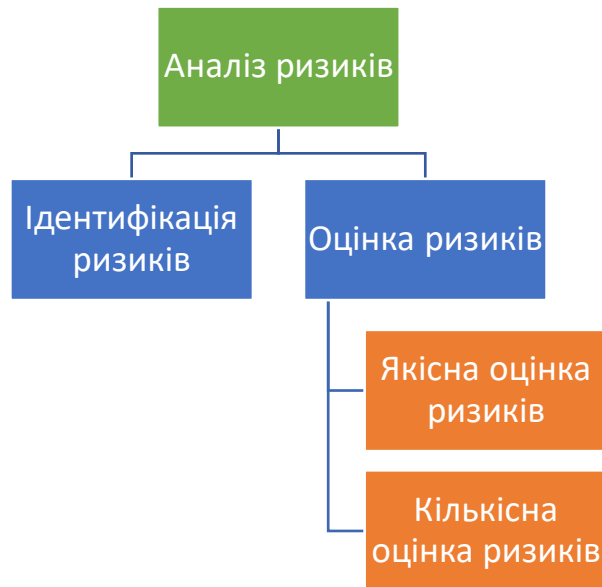 Аналіз ризиків
Ідентифікація
ризиків
Оцінка ризиків
Якісна оцінка
ризиків
Кількісна
оцінка ризиків